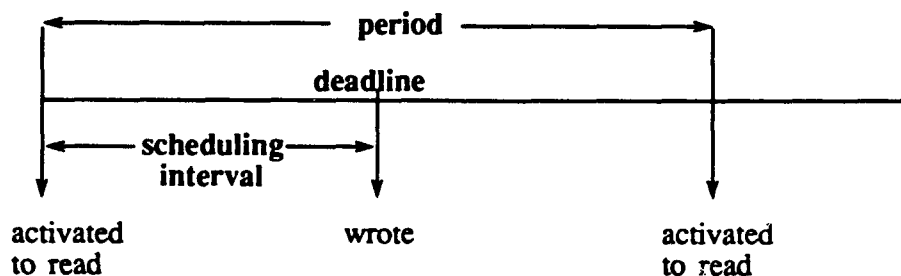 period
deadline
scheduling
interval
activated
to read
wrote
activated
to read